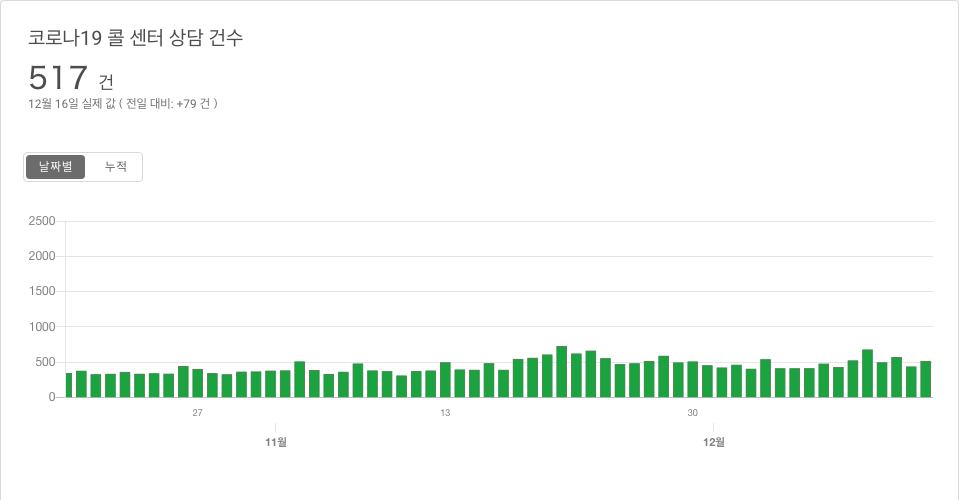 코로나19 콜 센터 상담 건수
517 건
12월 16일 실제 값 ( 전일 대비: +79 건 )
날짜별 누적
2500
2000
1500
1000
500
0
27 13 30
11월 12월